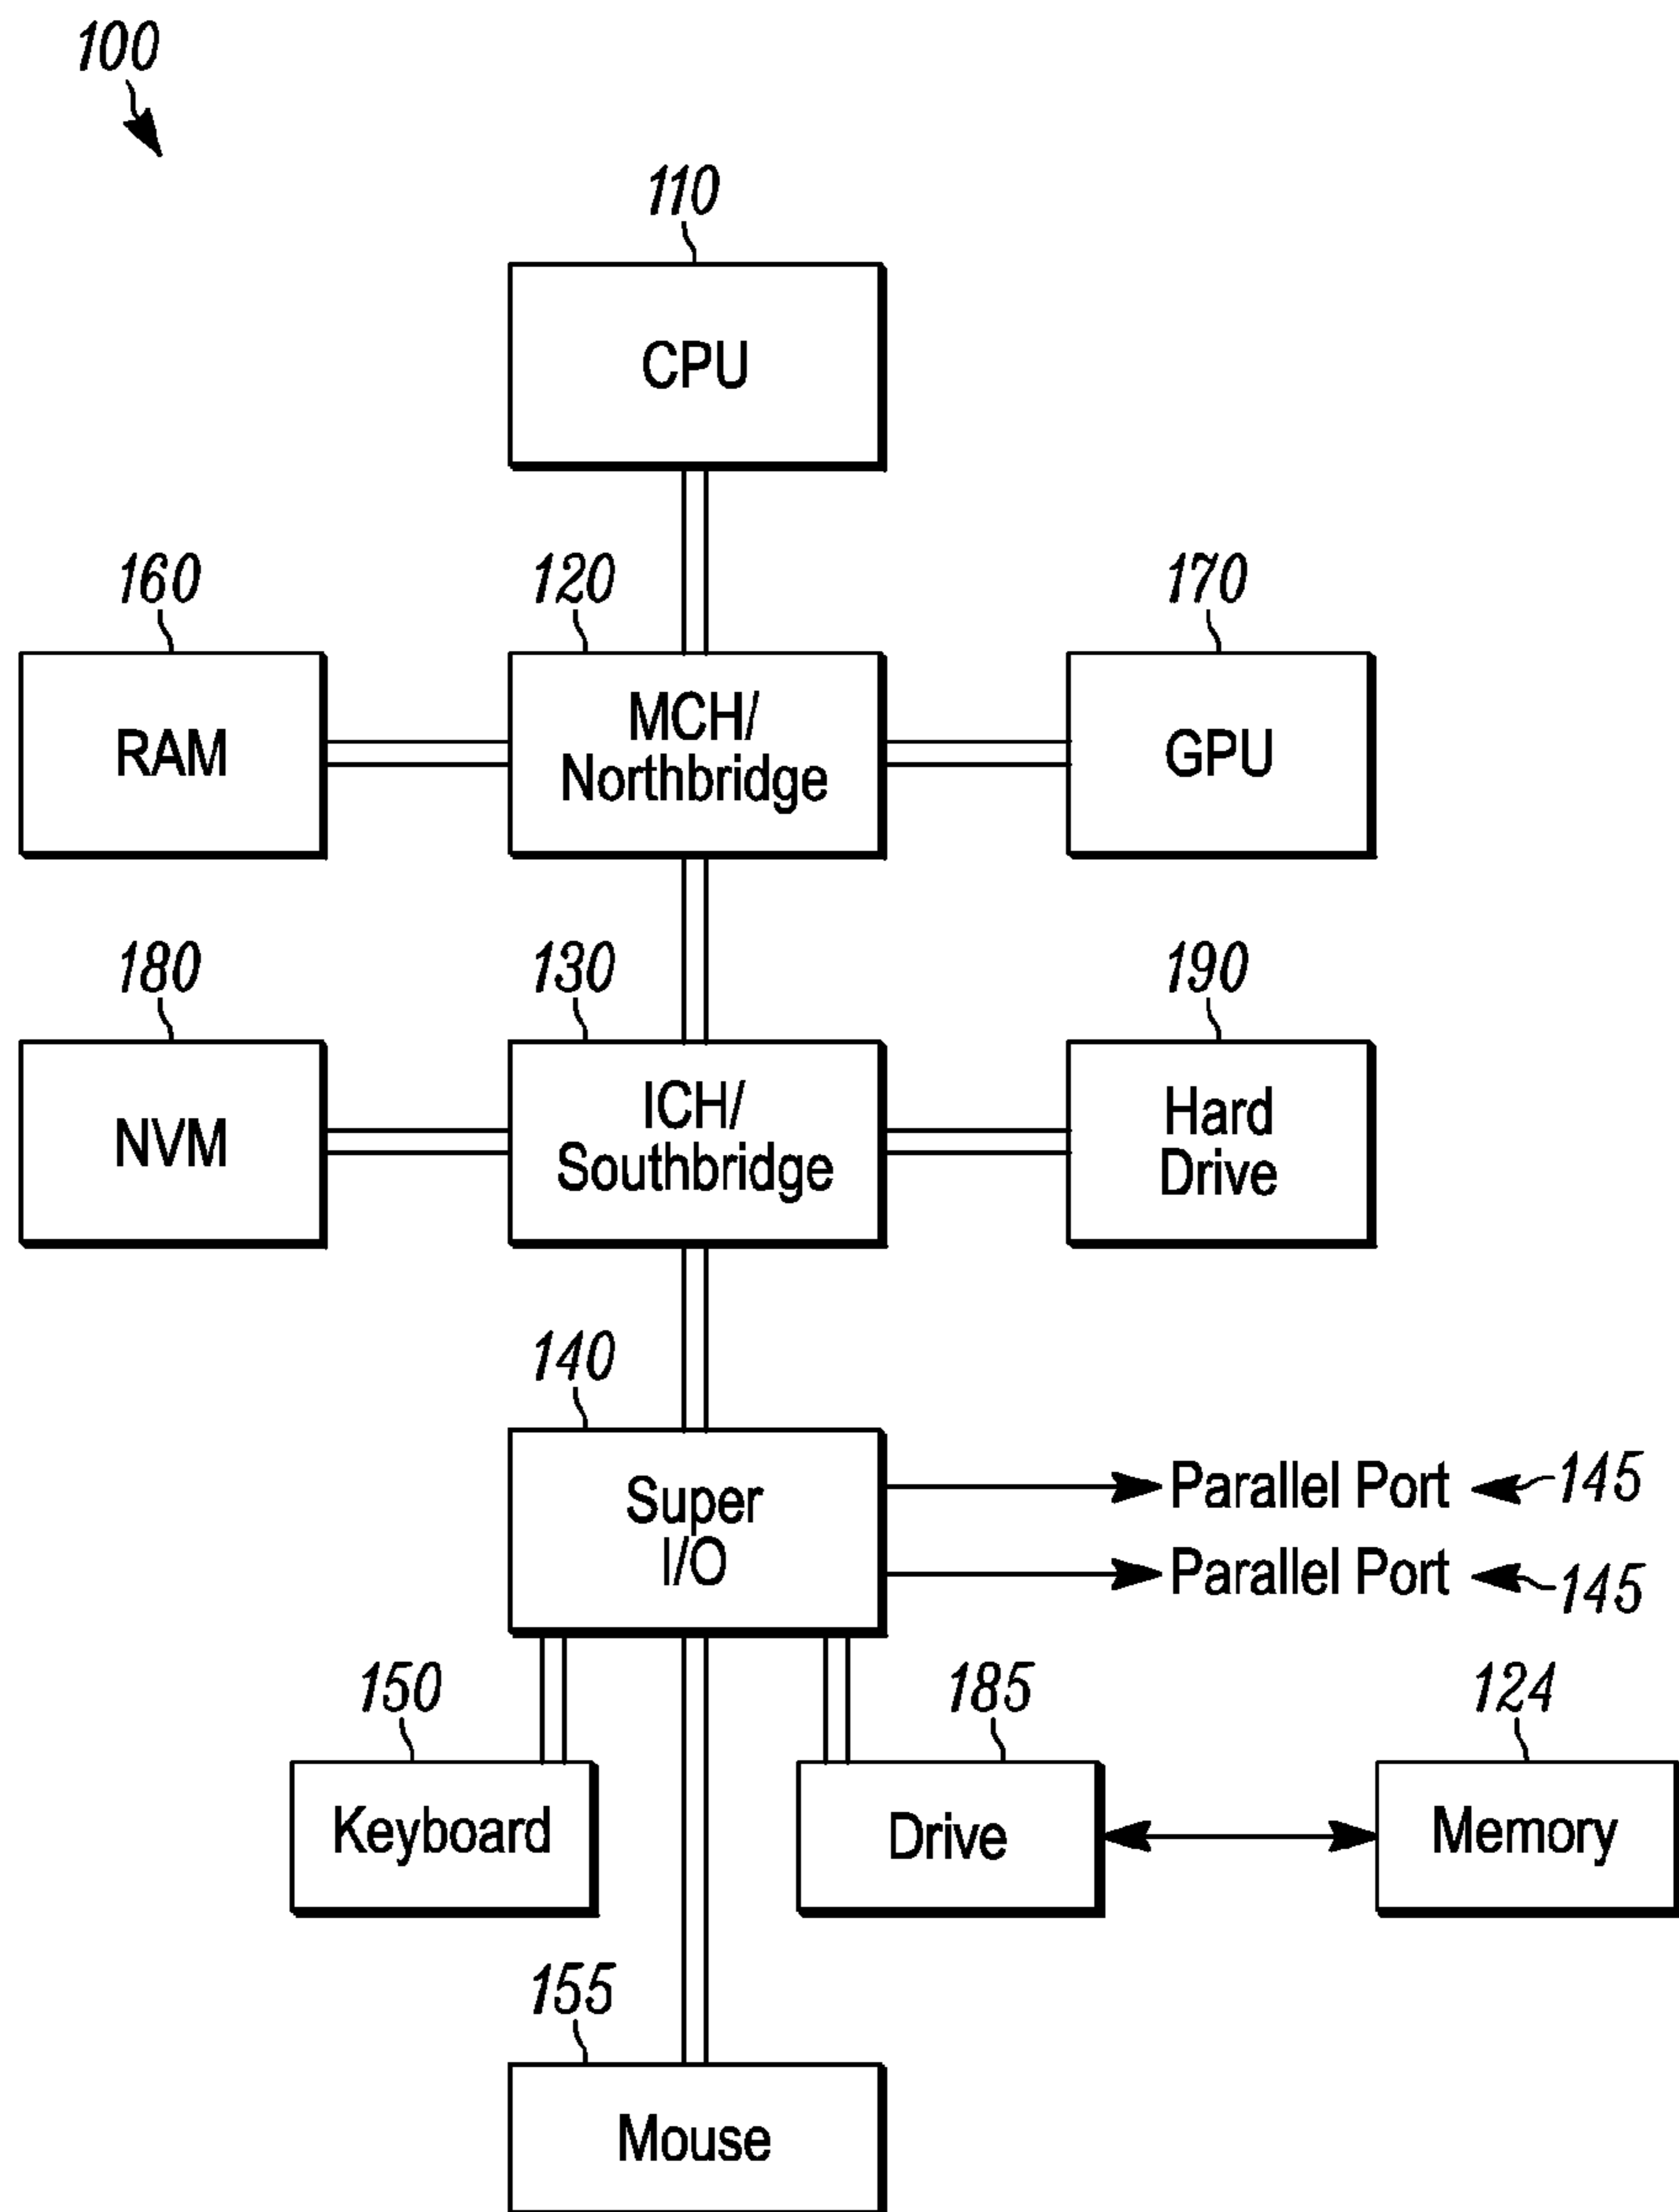 100
110
CPU
160
120
170
RAM
MCH/
Northbridge
GPU
180
130
190
NVM
ICH/
Southbridge
Hard
Drive
140
Super
I/O
Parallel Port
145
Parallel Port
145
150
185
124
Keyboard
Drive
Memory
155
Mouse